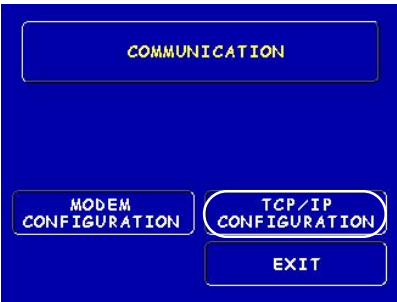 COMMUNICATION
MODEM
CONFIGURATION
TCP/IP
CONFIGURATION
EXIT